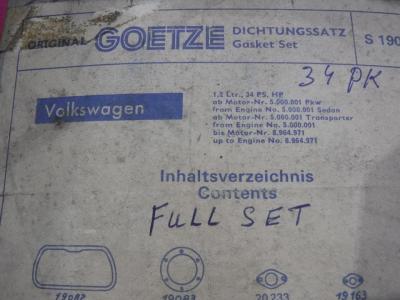 ORIGINAL GOETZE DICHTUNGSSATZ
Gasket Set
S 190
34 PK
Volkswagen
1,2 Ltr., 34 PS, HP
ab Motor-Nr. 5.000.001 Pkw
from Engine No. 5.000.001 Sedan
ab Motor-Nr. 5.000.001 Transporter
from Engine No. 5.000.001
bis Motor-Nr. 8.964.971
up to Engine No. 8.964.971
Inhaltsverzeichnis
Contents
FULL SET
19082 19083 20233 19163